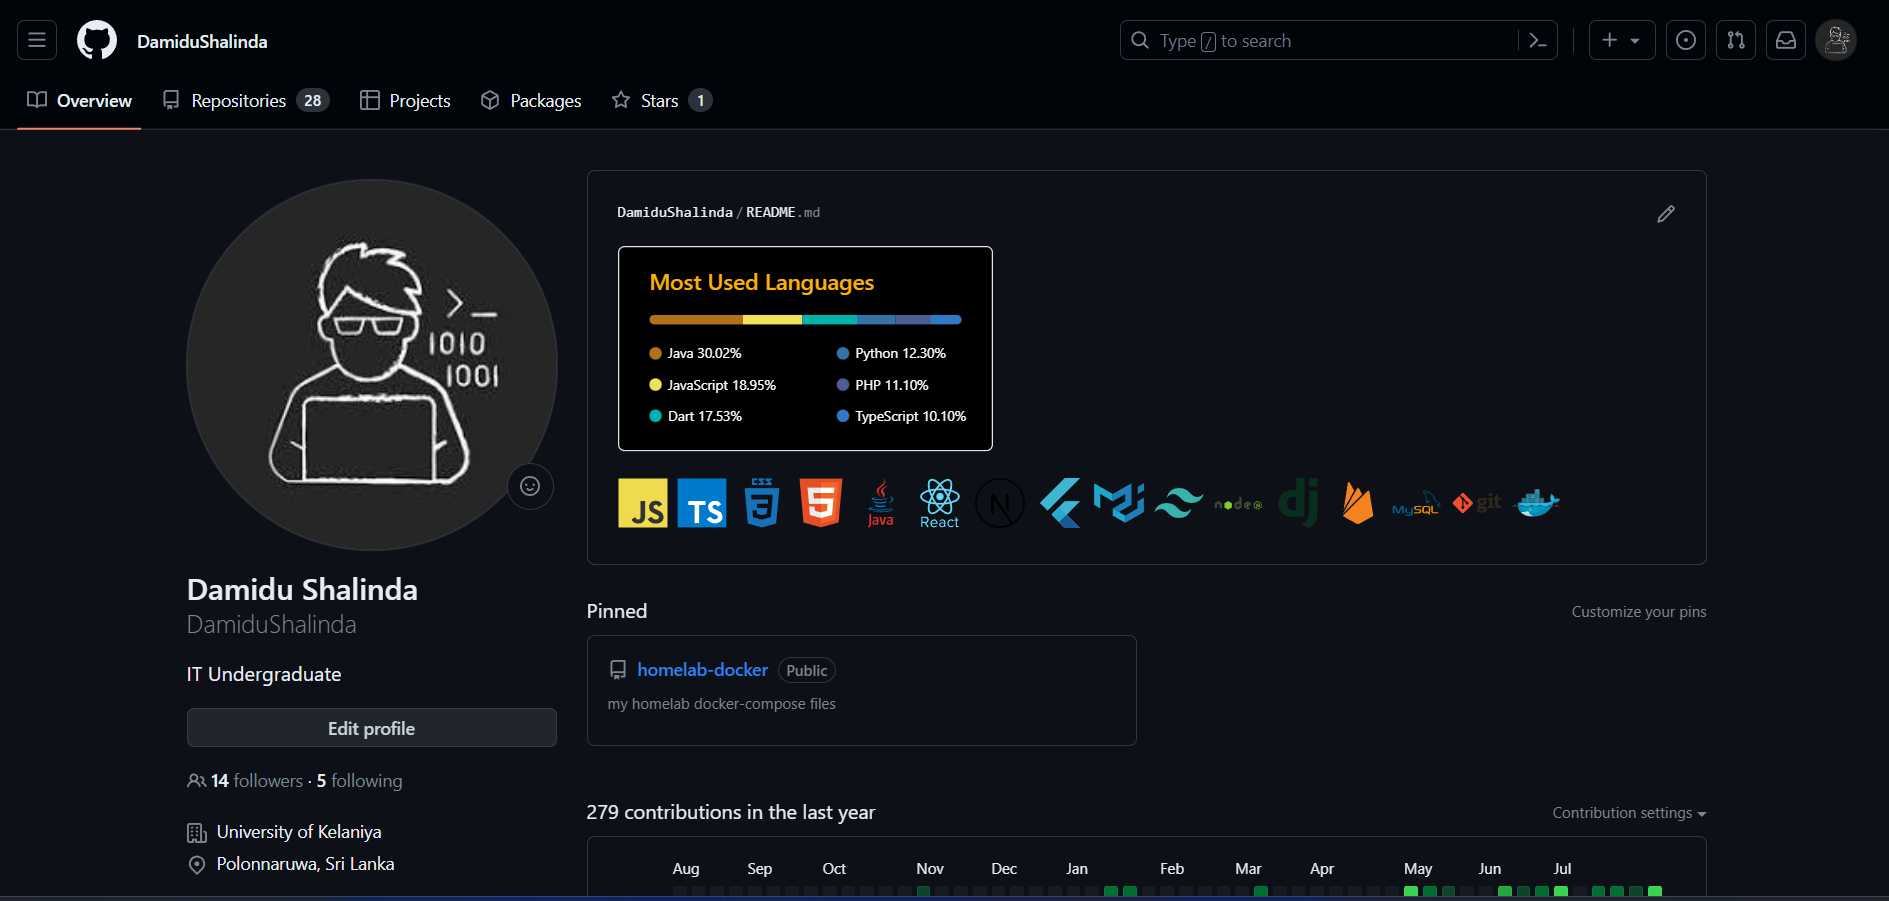 DamiduShalinda
Type / to search
Overview
Repositories 28
Projects
Packages
Stars 1
>_
1010
1001
Damidu Shalinda
DamiduShalinda
IT Undergraduate
Edit profile
14 followers · 5 following
University of Kelaniya
Polonnaruwa, Sri Lanka
DamiduShalinda/README.md
Most Used Languages
Java 30.02%
JavaScript 18.95%
Dart 17.53%
Python 12.30%
PHP 11.10%
TypeScript 10.10%
JS
TS
CSS
3
5
Java
React
N
node
dj
MySQL
git
Pinned
Customize your pins
homelab-docker Public
my homelab docker-compose files
279 contributions in the last year
Contribution settings
Aug Sep Oct Nov Dec Jan Feb Mar Apr May Jun Jul